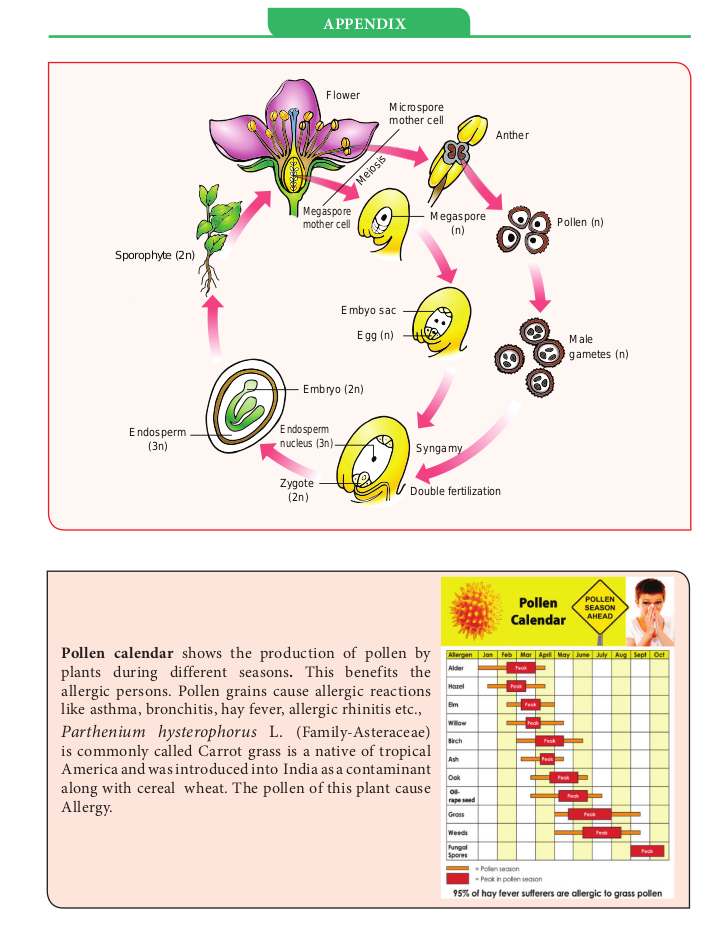 APPENDIX
Flower
Microspore
mother cell
Anther
Meiosis
Megaspore
mother cell
Megaspore
(n)
Pollen (n)
Sporophyte (2n)
Embyo sac
Egg (n)
Male
gametes (n)
Embryo (2n)
Endosperm
(3n)
Endosperm
nucleus (3n)
Syngamy
Zygote
(2n)
Double fertilization
Pollen calendar shows the production of pollen by
plants during different seasons. This benefits the
allergic persons. Pollen grains cause allergic reactions
like asthma, bronchitis, hay fever, allergic rhinitis etc.,
Parthenium hysterophorus L. (Family-Asteraceae)
is commonly called Carrot grass is a native of tropical
America and was introduced into India as a contaminant
along with cereal wheat. The pollen of this plant cause
Allergy.
Pollen
Calendar
POLLEN
SEASON
AHEAD
Allergen Jan Feb Mar April May June July Aug Sept Oct
Alder Peak
Hazel Peak
Elm Peak
Willow Peak
Birch Peak
Ash Peak
Oak Peak
Oil-
rape seed Peak
Grass Peak
Weeds Peak
Fungal
Spores Peak
= Pollen season
= Peak in pollen season
95% of hay fever sufferers are allergic to grass pollen